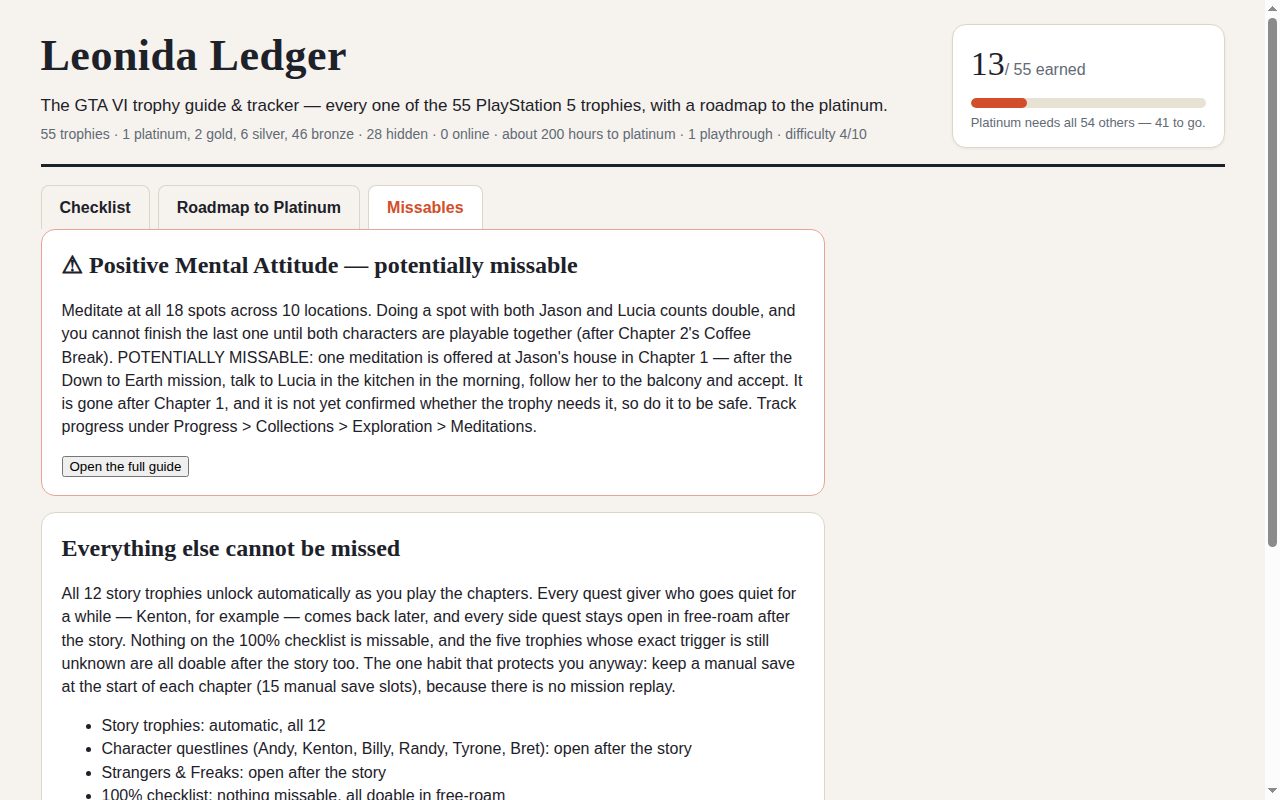 Leonida Ledger
The GTA VI trophy guide & tracker — every one of the 55 PlayStation 5 trophies, with a roadmap to the platinum.
55 trophies · 1 platinum, 2 gold, 6 silver, 46 bronze · 28 hidden · 0 online · about 200 hours to platinum · 1 playthrough · difficulty 4/10
13/ 55 earned
Platinum needs all 54 others — 41 to go.
Checklist
Roadmap to Platinum
Missables
⚠ Positive Mental Attitude — potentially missable
Meditate at all 18 spots across 10 locations. Doing a spot with both Jason and Lucia counts double, and
you cannot finish the last one until both characters are playable together (after Chapter 2's Coffee
Break). POTENTIALLY MISSABLE: one meditation is offered at Jason's house in Chapter 1 — after the
Down to Earth mission, talk to Lucia in the kitchen in the morning, follow her to the balcony and accept. It
is gone after Chapter 1, and it is not yet confirmed whether the trophy needs it, so do it to be safe. Track
progress under Progress > Collections > Exploration > Meditations.
Open the full guide
Everything else cannot be missed
All 12 story trophies unlock automatically as you play the chapters. Every quest giver who goes quiet for
a while — Kenton, for example — comes back later, and every side quest stays open in free-roam after
the story. Nothing on the 100% checklist is missable, and the five trophies whose exact trigger is still
unknown are all doable after the story too. The one habit that protects you anyway: keep a manual save
at the start of each chapter (15 manual save slots), because there is no mission replay.
• Story trophies: automatic, all 12
• Character questlines (Andy, Kenton, Billy, Randy, Tyrone, Bret): open after the story
• Strangers & Freaks: open after the story
• 100% checklist: nothing missable, all doable in free-roam